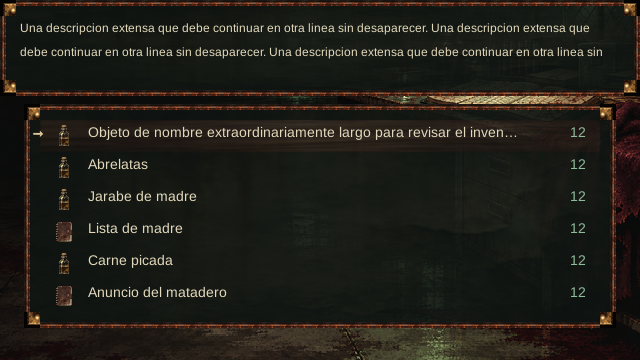 Una descripcion extensa que debe continuar en otra linea sin desaparecer. Una descripcion extensa que
debe continuar en otra linea sin desaparecer. Una descripcion extensa que debe continuar en otra linea sin
Objeto de nombre extraordinariamente largo para revisar el inven… 12
Abrelatas 12
Jarabe de madre 12
Lista de madre 12
Carne picada 12
Anuncio del matadero 12